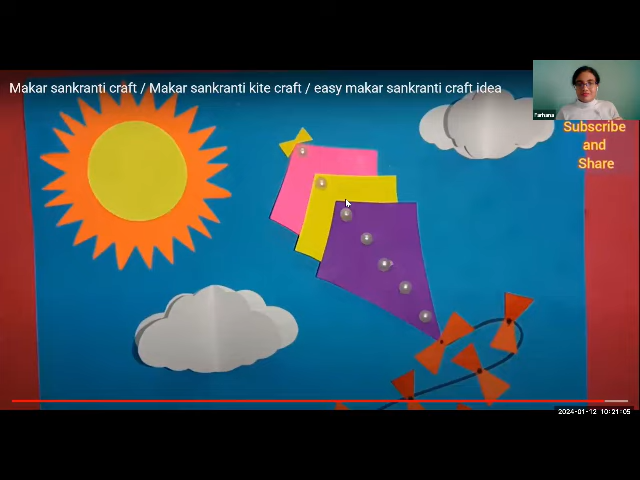 Makar sankranti craft / Makar sankranti kite craft / easy makar sankranti craft idea
Farhana
Subscribe
and
Share
2024-01-12 10:21:05